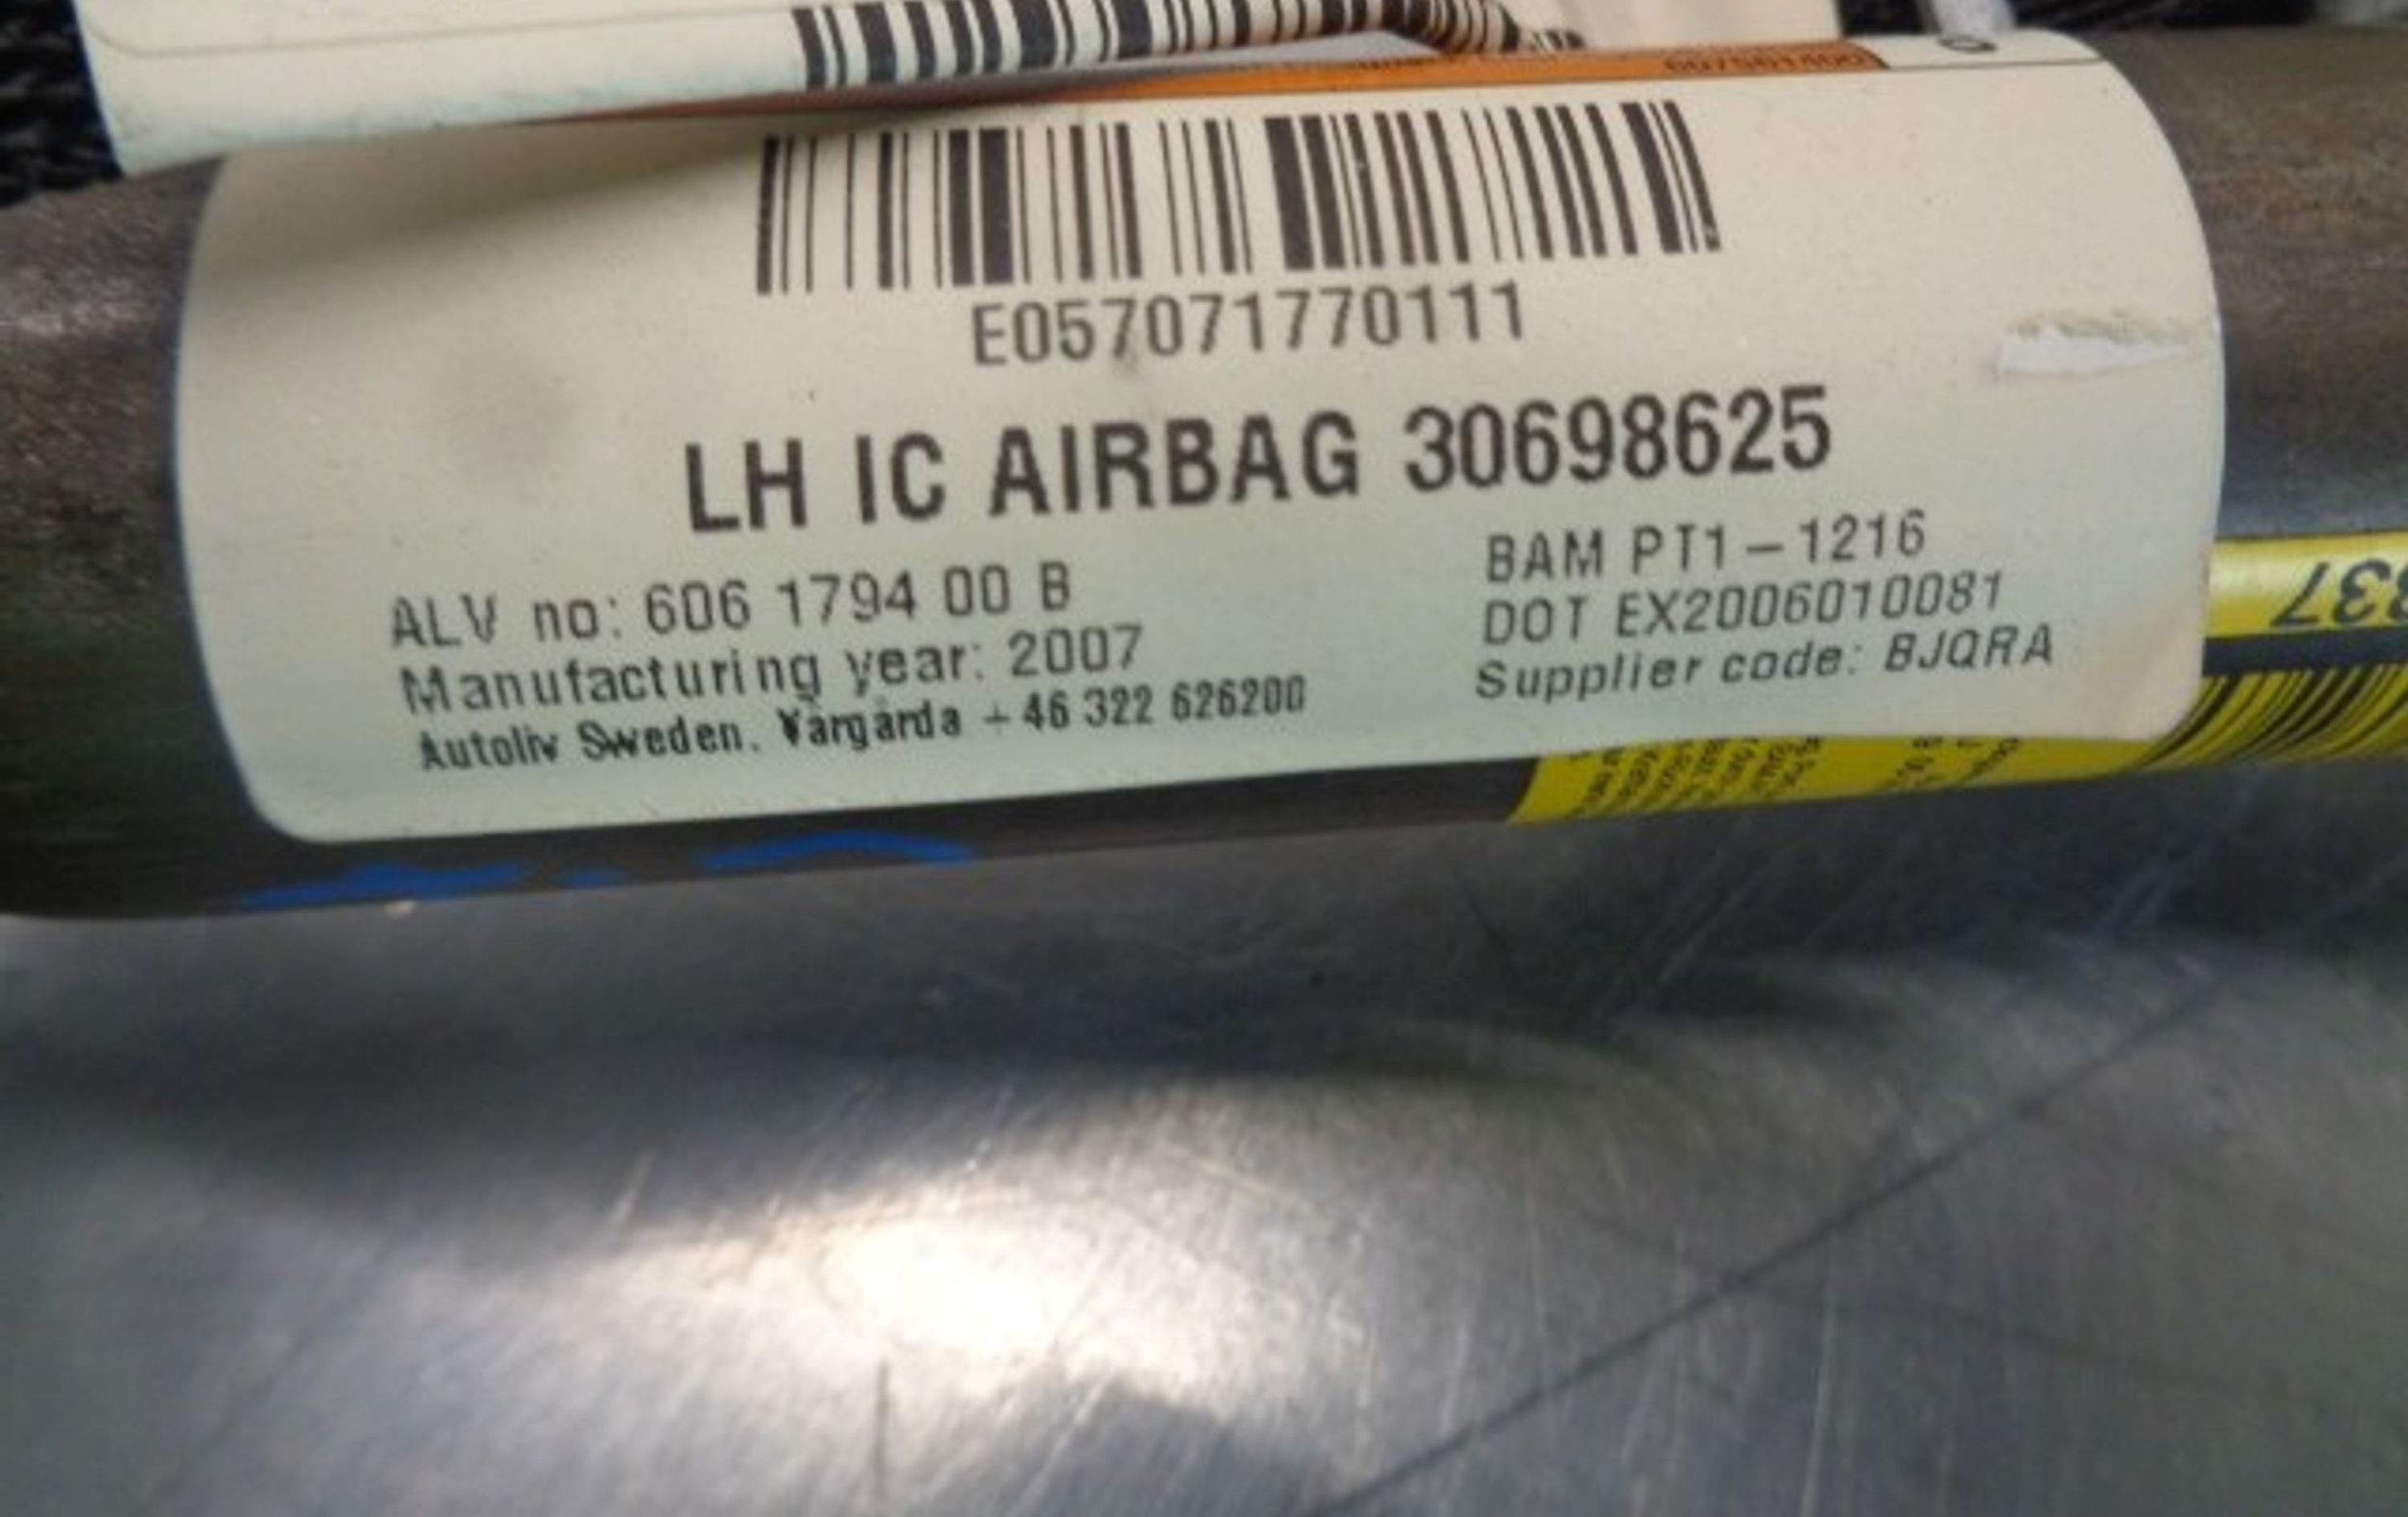 E057071770111
LH IC AIRBAG 30698625
ALV no: 606 1794 00 B
Manufacturing year: 2007
Autoliv Sweden. Vårgårda + 46 322 626200
BAM PT1-1216
DOT EX2006010081
Supplier code: BJQRA
337